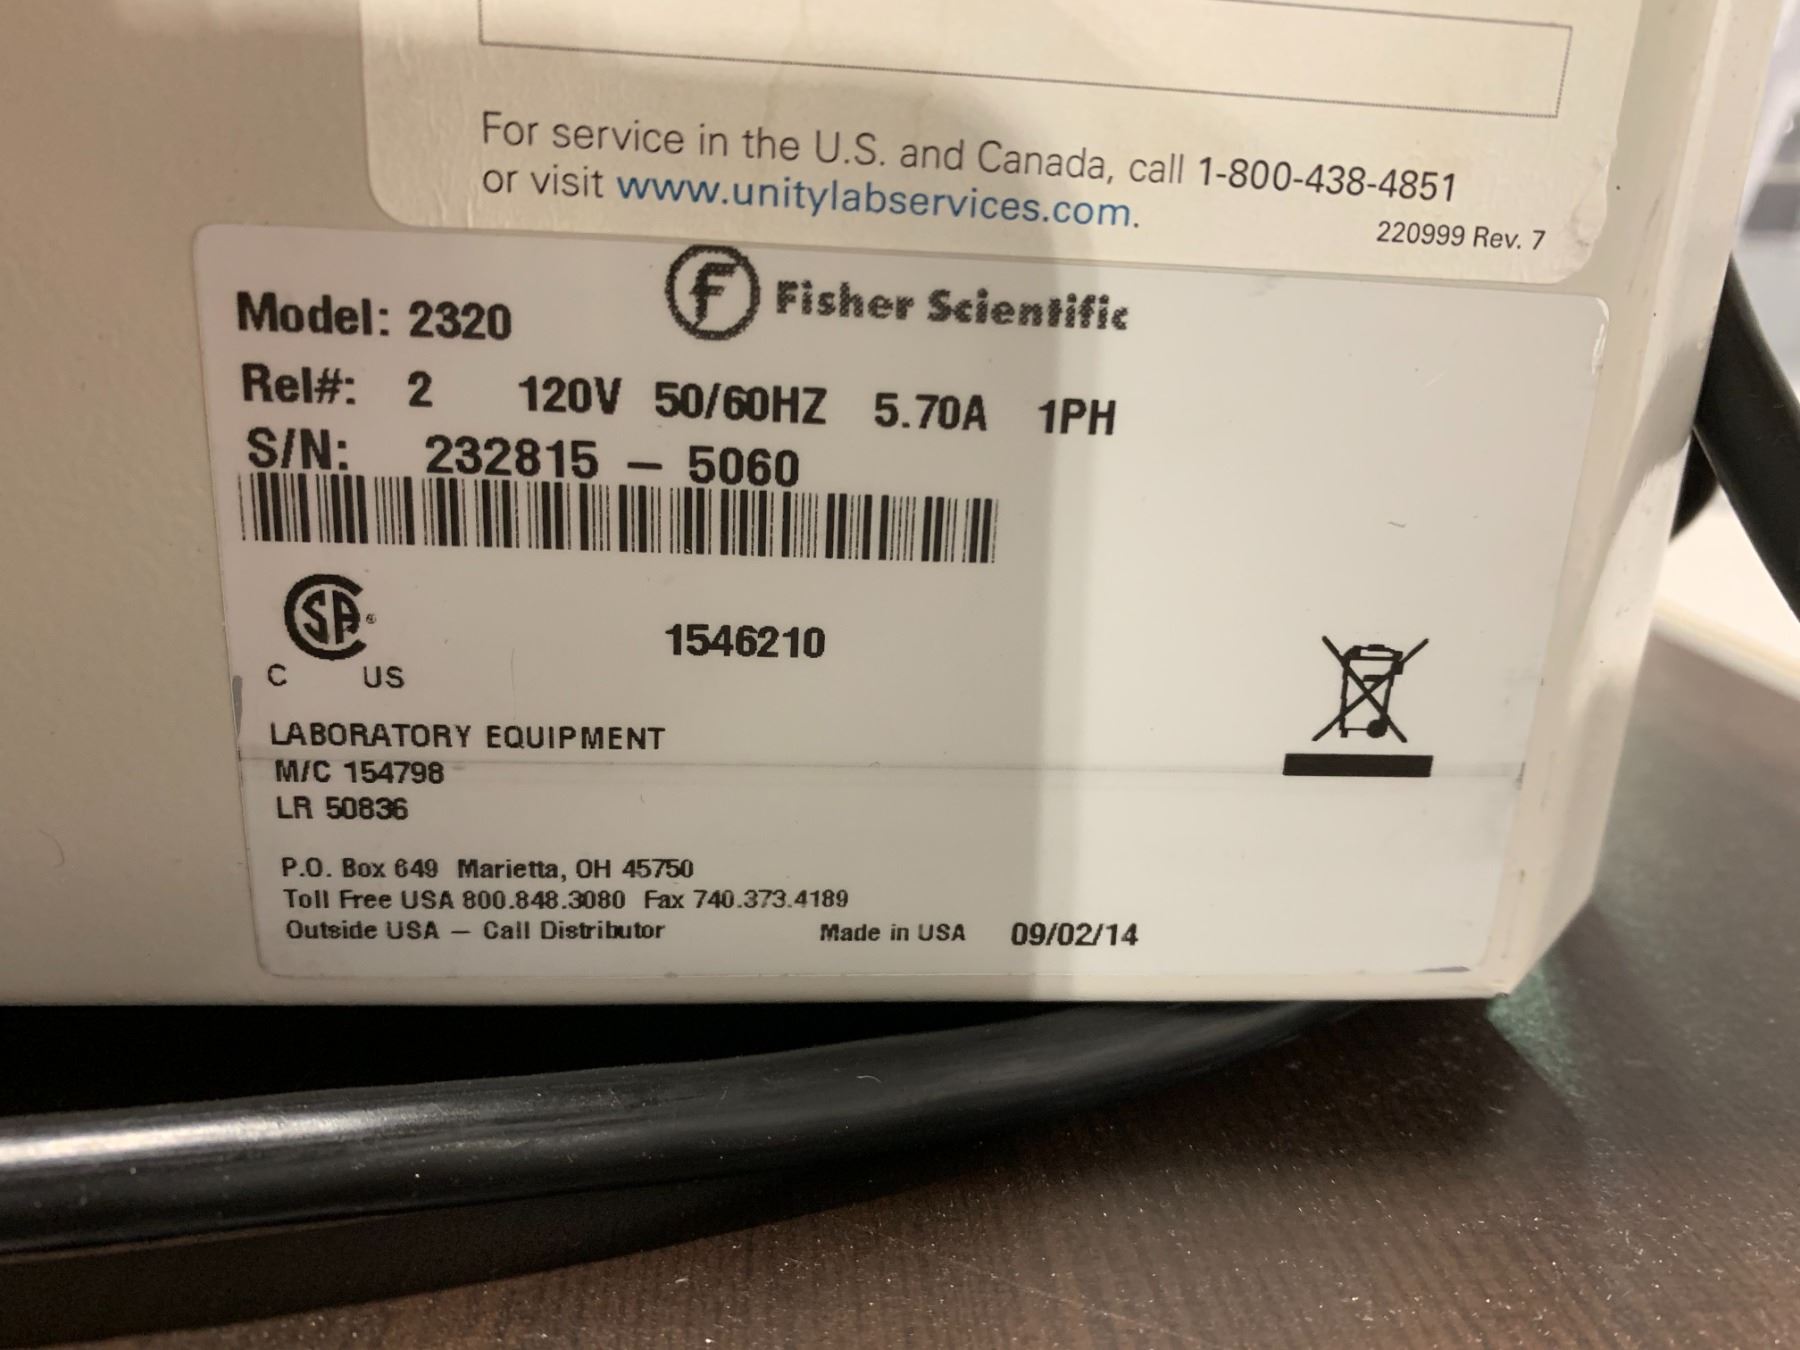 For service in the U.S. and Canada, call 1-800-438-4851
or visit www.unitylabservices.com.
220999 Rev. 7
Model: 2320 F Fisher Scientific
Rel#: 2 120V 50/60HZ 5.70A 1PH
S/N: 232815 – 5060
CSA®
C US
1546210
LABORATORY EQUIPMENT
M/C 154798
LR 50836
P.O. Box 649 Marietta, OH 45750
Toll Free USA 800.848.3080 Fax 740.373.4189
Outside USA – Call Distributor Made in USA 09/02/14